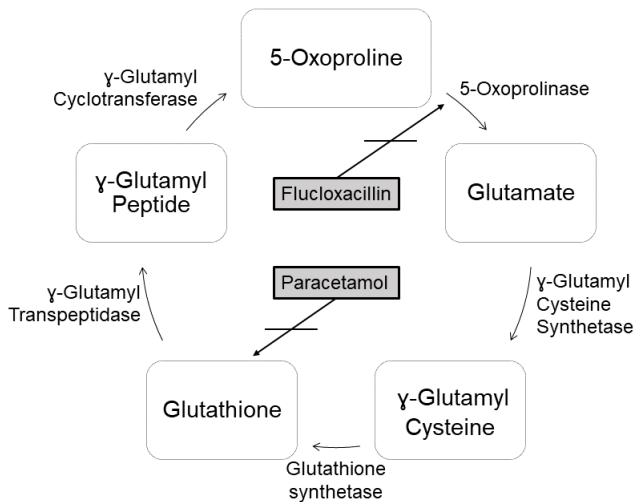 5-Oxoproline
ɣ-Glutamyl
Cyclotransferase
5-Oxoprolinase
ɣ-Glutamyl
Peptide
Flucloxacillin
Glutamate
Paracetamol
ɣ-Glutamyl
Transpeptidase
ɣ-Glutamyl
Cysteine
Synthetase
Glutathione
ɣ-Glutamyl
Cysteine
Glutathione
synthetase